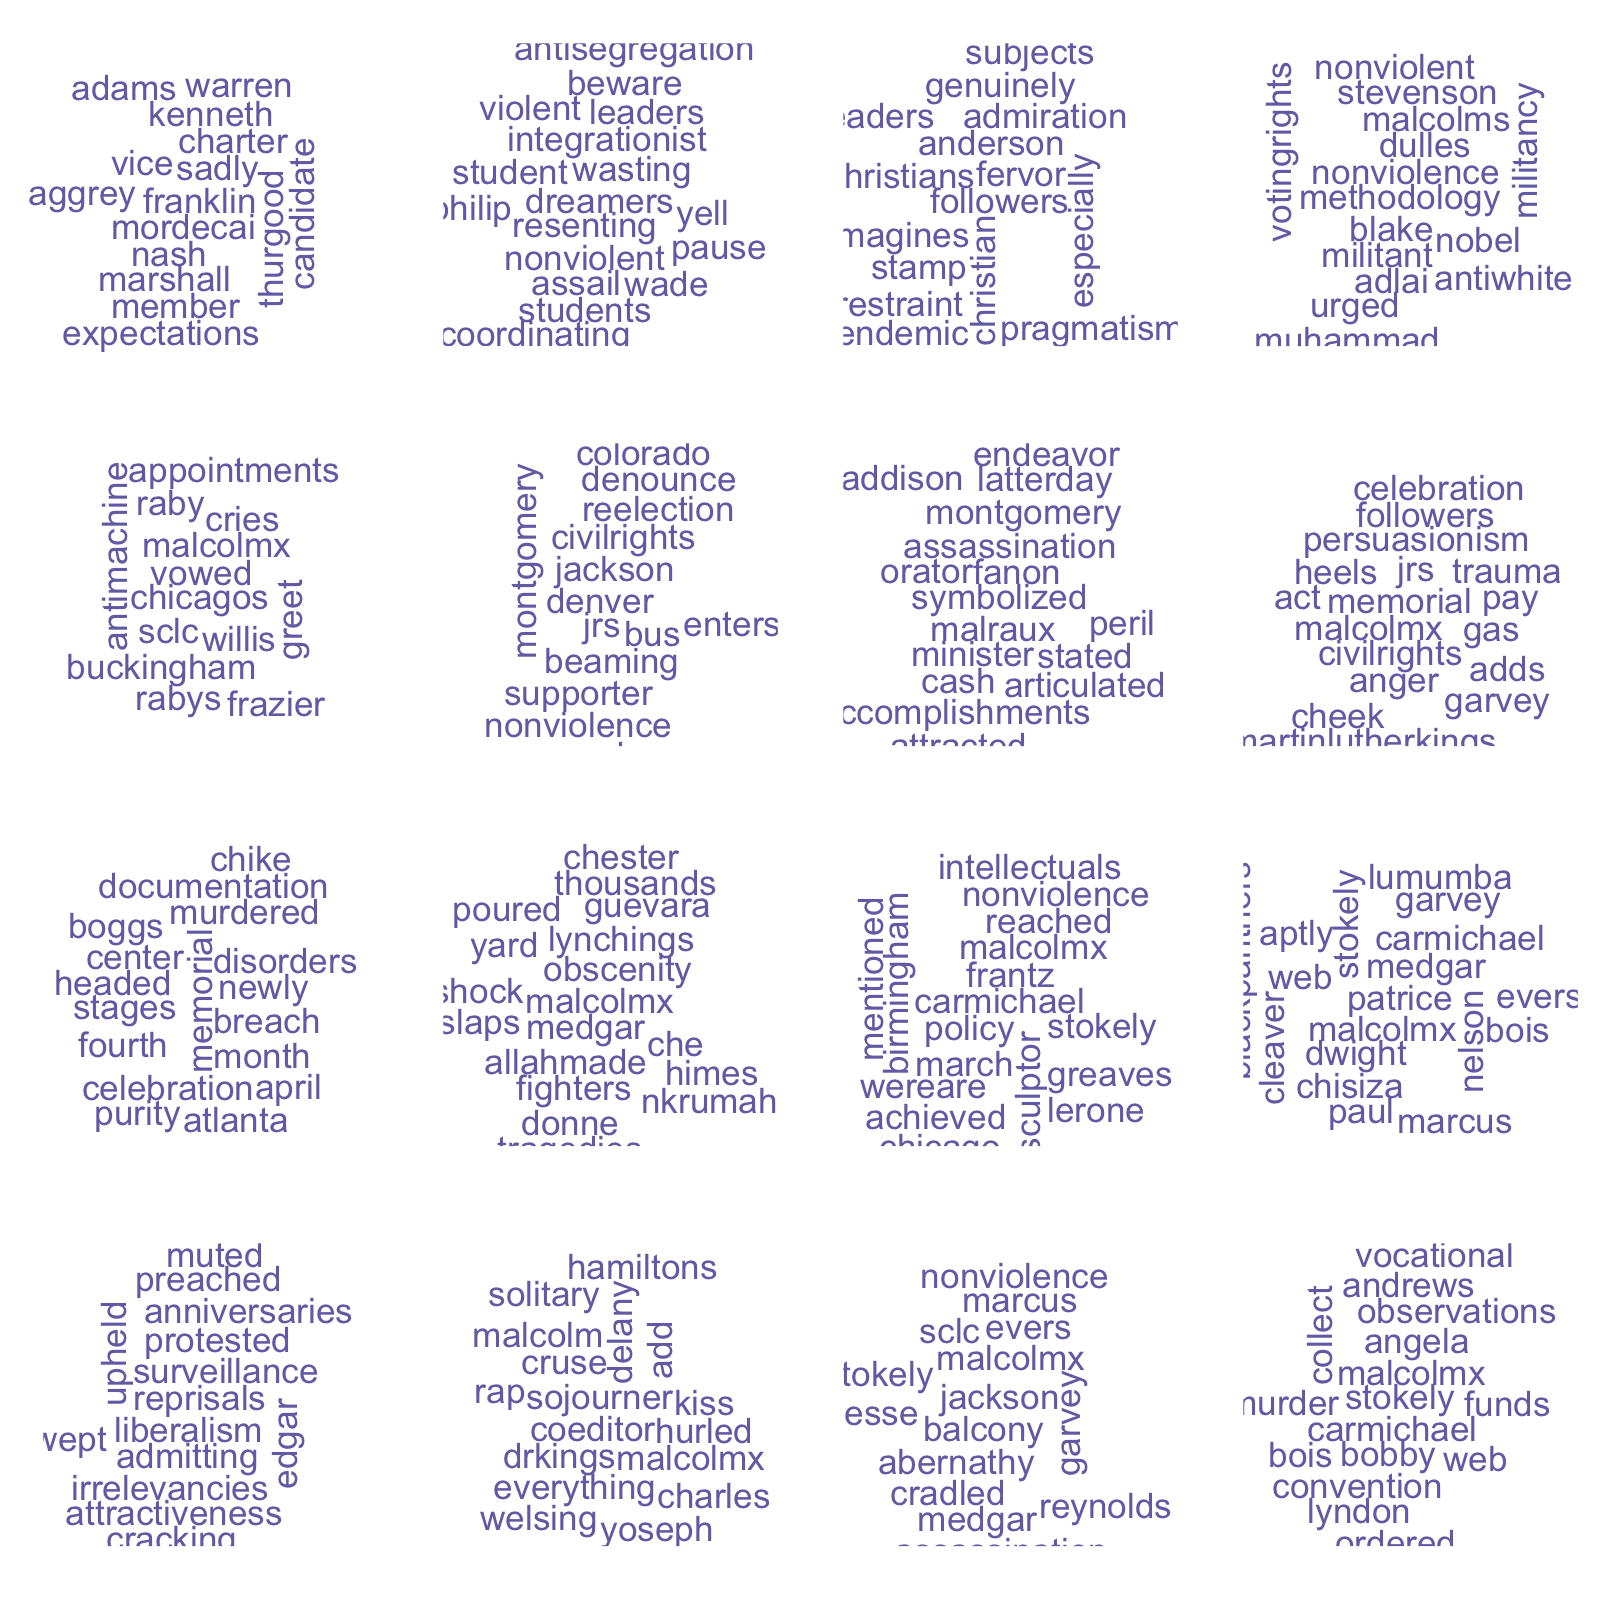 adams warren
kenneth
charter
candidate
vice sadly
thurgood
aggrey franklin
mordecai
nash
marshall
member
expectations
antisegregation
beware
violent leaders
integrationist
student wasting
philip dreamers yell
resenting
nonviolent pause
assail wade
students
coordinating
subjects
genuinely
eaders admiration
anderson
hristians fervor
especially
followers
christian
magines
stamp
restraint
endemic pragmatism
nonviolent
votingrights
stevenson
militancy
malcolms
dulles
nonviolence
methodology
blake nobel
militant
adlai antiwhite
urged
muhammad
appointments
antimachine
raby
cries
malcolmx
vowed
greet
chicagos
sclc willis
buckingham
rabys frazier
colorado
montgomery
denounce
reelection
civilrights
jackson
denver
jrs bus enters
beaming
supporter
nonviolence
endeavor
addison latterday
montgomery
assassination
orator fanon
symbolized
malraux peril
minister stated
cash articulated
ccomplishments
attracted
celebration
followers
persuasionism
heels jrs trauma
act memorial pay
malcolmx gas
civilrights adds
anger
garvey
cheek
martinlutherkings
chike
documentation
boggs murdered
center disorders
memorial
headed newly
stages
breach
fourth
month
celebration april
purity atlanta
chester
thousands
poured guevara
yard lynchings
obscenity
shock malcolmx
slaps medgar
allahmade che
fighters himes
nkrumah
donne
tragedies
intellectuals
nonviolence
mentioned
birmingham
reached
malcolmx
frantz
carmichael
policy stokely
sculptor
march
wereare greaves
achieved lerone
chicago
lumumba
stokely
garvey
blackpanthers
aptly carmichael
web medgar
cleaver
patrice evers
nelson
malcolmx bois
dwight
chisiza
paul marcus
muted
preached
upheld
anniversaries
protested
surveillance
reprisals
edgar
wept liberalism
admitting
irrelevancies
attractiveness
cracking
hamiltons
solitary
delany
add
malcolm
cruse
rap sojourner kiss
coeditor hurled
drkings malcolmx
everything charles
welsing yoseph
nonviolence
marcus
sclc evers
malcolmx
tokely
garvey
jackson
esse balcony
abernathy
cradled
medgar reynolds
assassination
vocational
andrews
collect
observations
angela
malcolmx
murder stokely funds
carmichael
bois bobby web
convention
lyndon
ordered